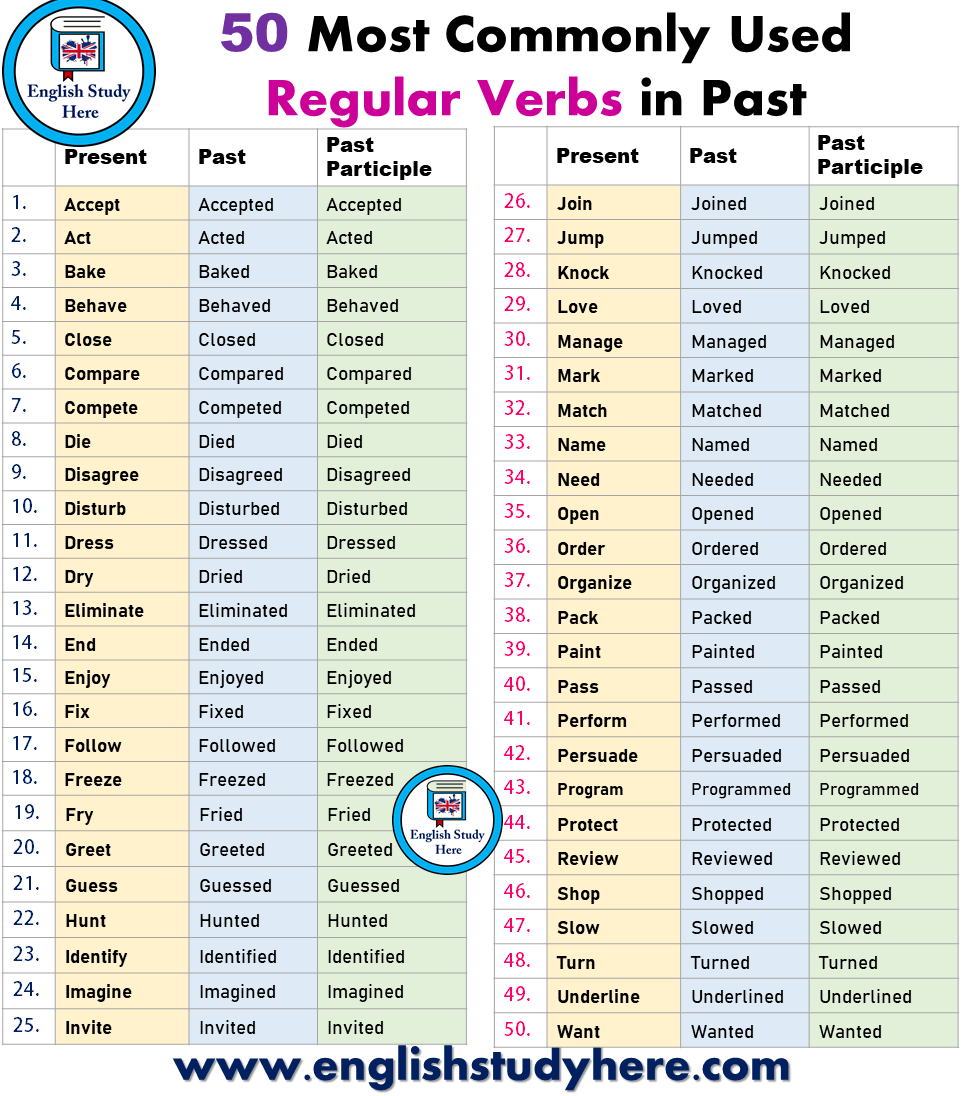 English Study
Here
50 Most Commonly Used
Regular Verbs in Past
Present Past Past Participle
1. Accept Accepted Accepted
2. Act Acted Acted
3. Bake Baked Baked
4. Behave Behaved Behaved
5. Close Closed Closed
6. Compare Compared Compared
7. Compete Competed Competed
8. Die Died Died
9. Disagree Disagreed Disagreed
10. Disturb Disturbed Disturbed
11. Dress Dressed Dressed
12. Dry Dried Dried
13. Eliminate Eliminated Eliminated
14. End Ended Ended
15. Enjoy Enjoyed Enjoyed
16. Fix Fixed Fixed
17. Follow Followed Followed
18. Freeze Freezed Freezed
19. Fry Fried Fried
20. Greet Greeted Greeted
21. Guess Guessed Guessed
22. Hunt Hunted Hunted
23. Identify Identified Identified
24. Imagine Imagined Imagined
25. Invite Invited Invited
English Study
Here
Present Past Past Participle
26. Join Joined Joined
27. Jump Jumped Jumped
28. Knock Knocked Knocked
29. Love Loved Loved
30. Manage Managed Managed
31. Mark Marked Marked
32. Match Matched Matched
33. Name Named Named
34. Need Needed Needed
35. Open Opened Opened
36. Order Ordered Ordered
37. Organize Organized Organized
38. Pack Packed Packed
39. Paint Painted Painted
40. Pass Passed Passed
41. Perform Performed Performed
42. Persuade Persuaded Persuaded
43. Program Programmed Programmed
44. Protect Protected Protected
45. Review Reviewed Reviewed
46. Shop Shopped Shopped
47. Slow Slowed Slowed
48. Turn Turned Turned
49. Underline Underlined Underlined
50. Want Wanted Wanted
www.englishstudyhere.com